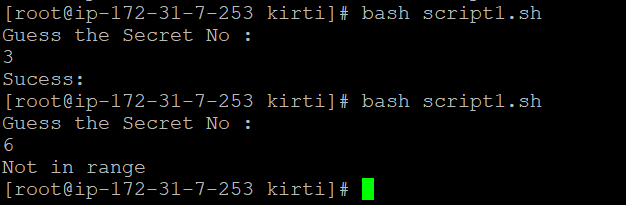 [root@ip-172-31-7-253 kirti]# bash script1.sh
Guess the Secret No :
3
Sucess:
[root@ip-172-31-7-253 kirti]# bash script1.sh
Guess the Secret No :
6
Not in range
[root@ip-172-31-7-253 kirti]#